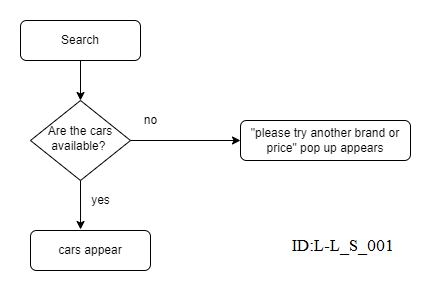 Search
Are the cars
available?
no
"please try another brand or
price" pop up appears
yes
cars appear
ID:L-L_S_001